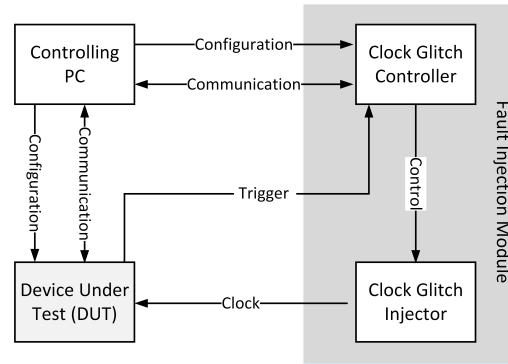 Controlling
PC
Configuration
Clock Glitch
Controller
Communication
Configuration
Communication
Trigger
Control
Fault Injection Module
Device Under
Test (DUT)
Clock
Clock Glitch
Injector